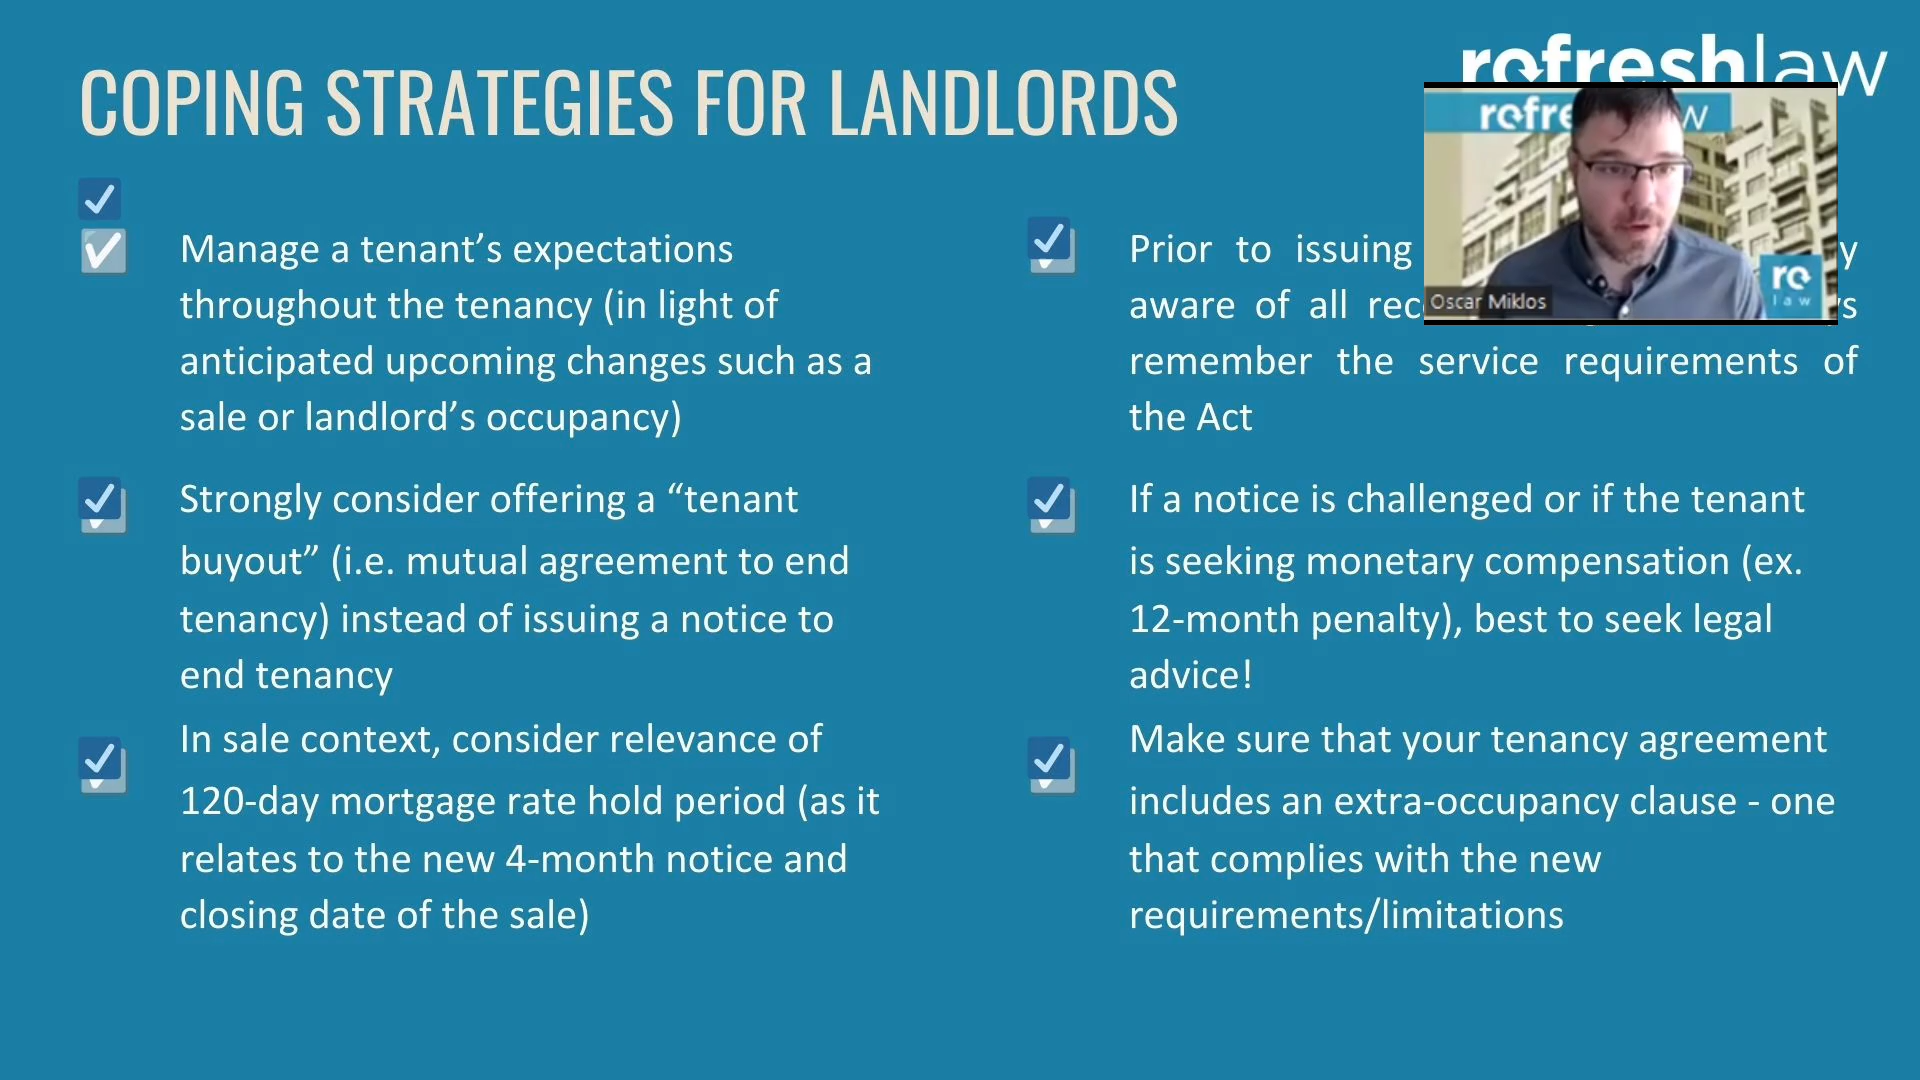 COPING STRATEGIES FOR LANDLORDS
refreshlaw
Manage a tenant’s expectations
throughout the tenancy (in light of
anticipated upcoming changes such as a
sale or landlord’s occupancy)
Strongly consider offering a “tenant
buyout” (i.e. mutual agreement to end
tenancy) instead of issuing a notice to
end tenancy
In sale context, consider relevance of
120-day mortgage rate hold period (as it
relates to the new 4-month notice and
closing date of the sale)
Prior to issuing
aware of all
remember the service requirements of
the Act
If a notice is challenged or if the tenant
is seeking monetary compensation (ex.
12-month penalty), best to seek legal
advice!
Make sure that your tenancy agreement
includes an extra-occupancy clause - one
that complies with the new
requirements/limitations
Oscar Miklos
re
law